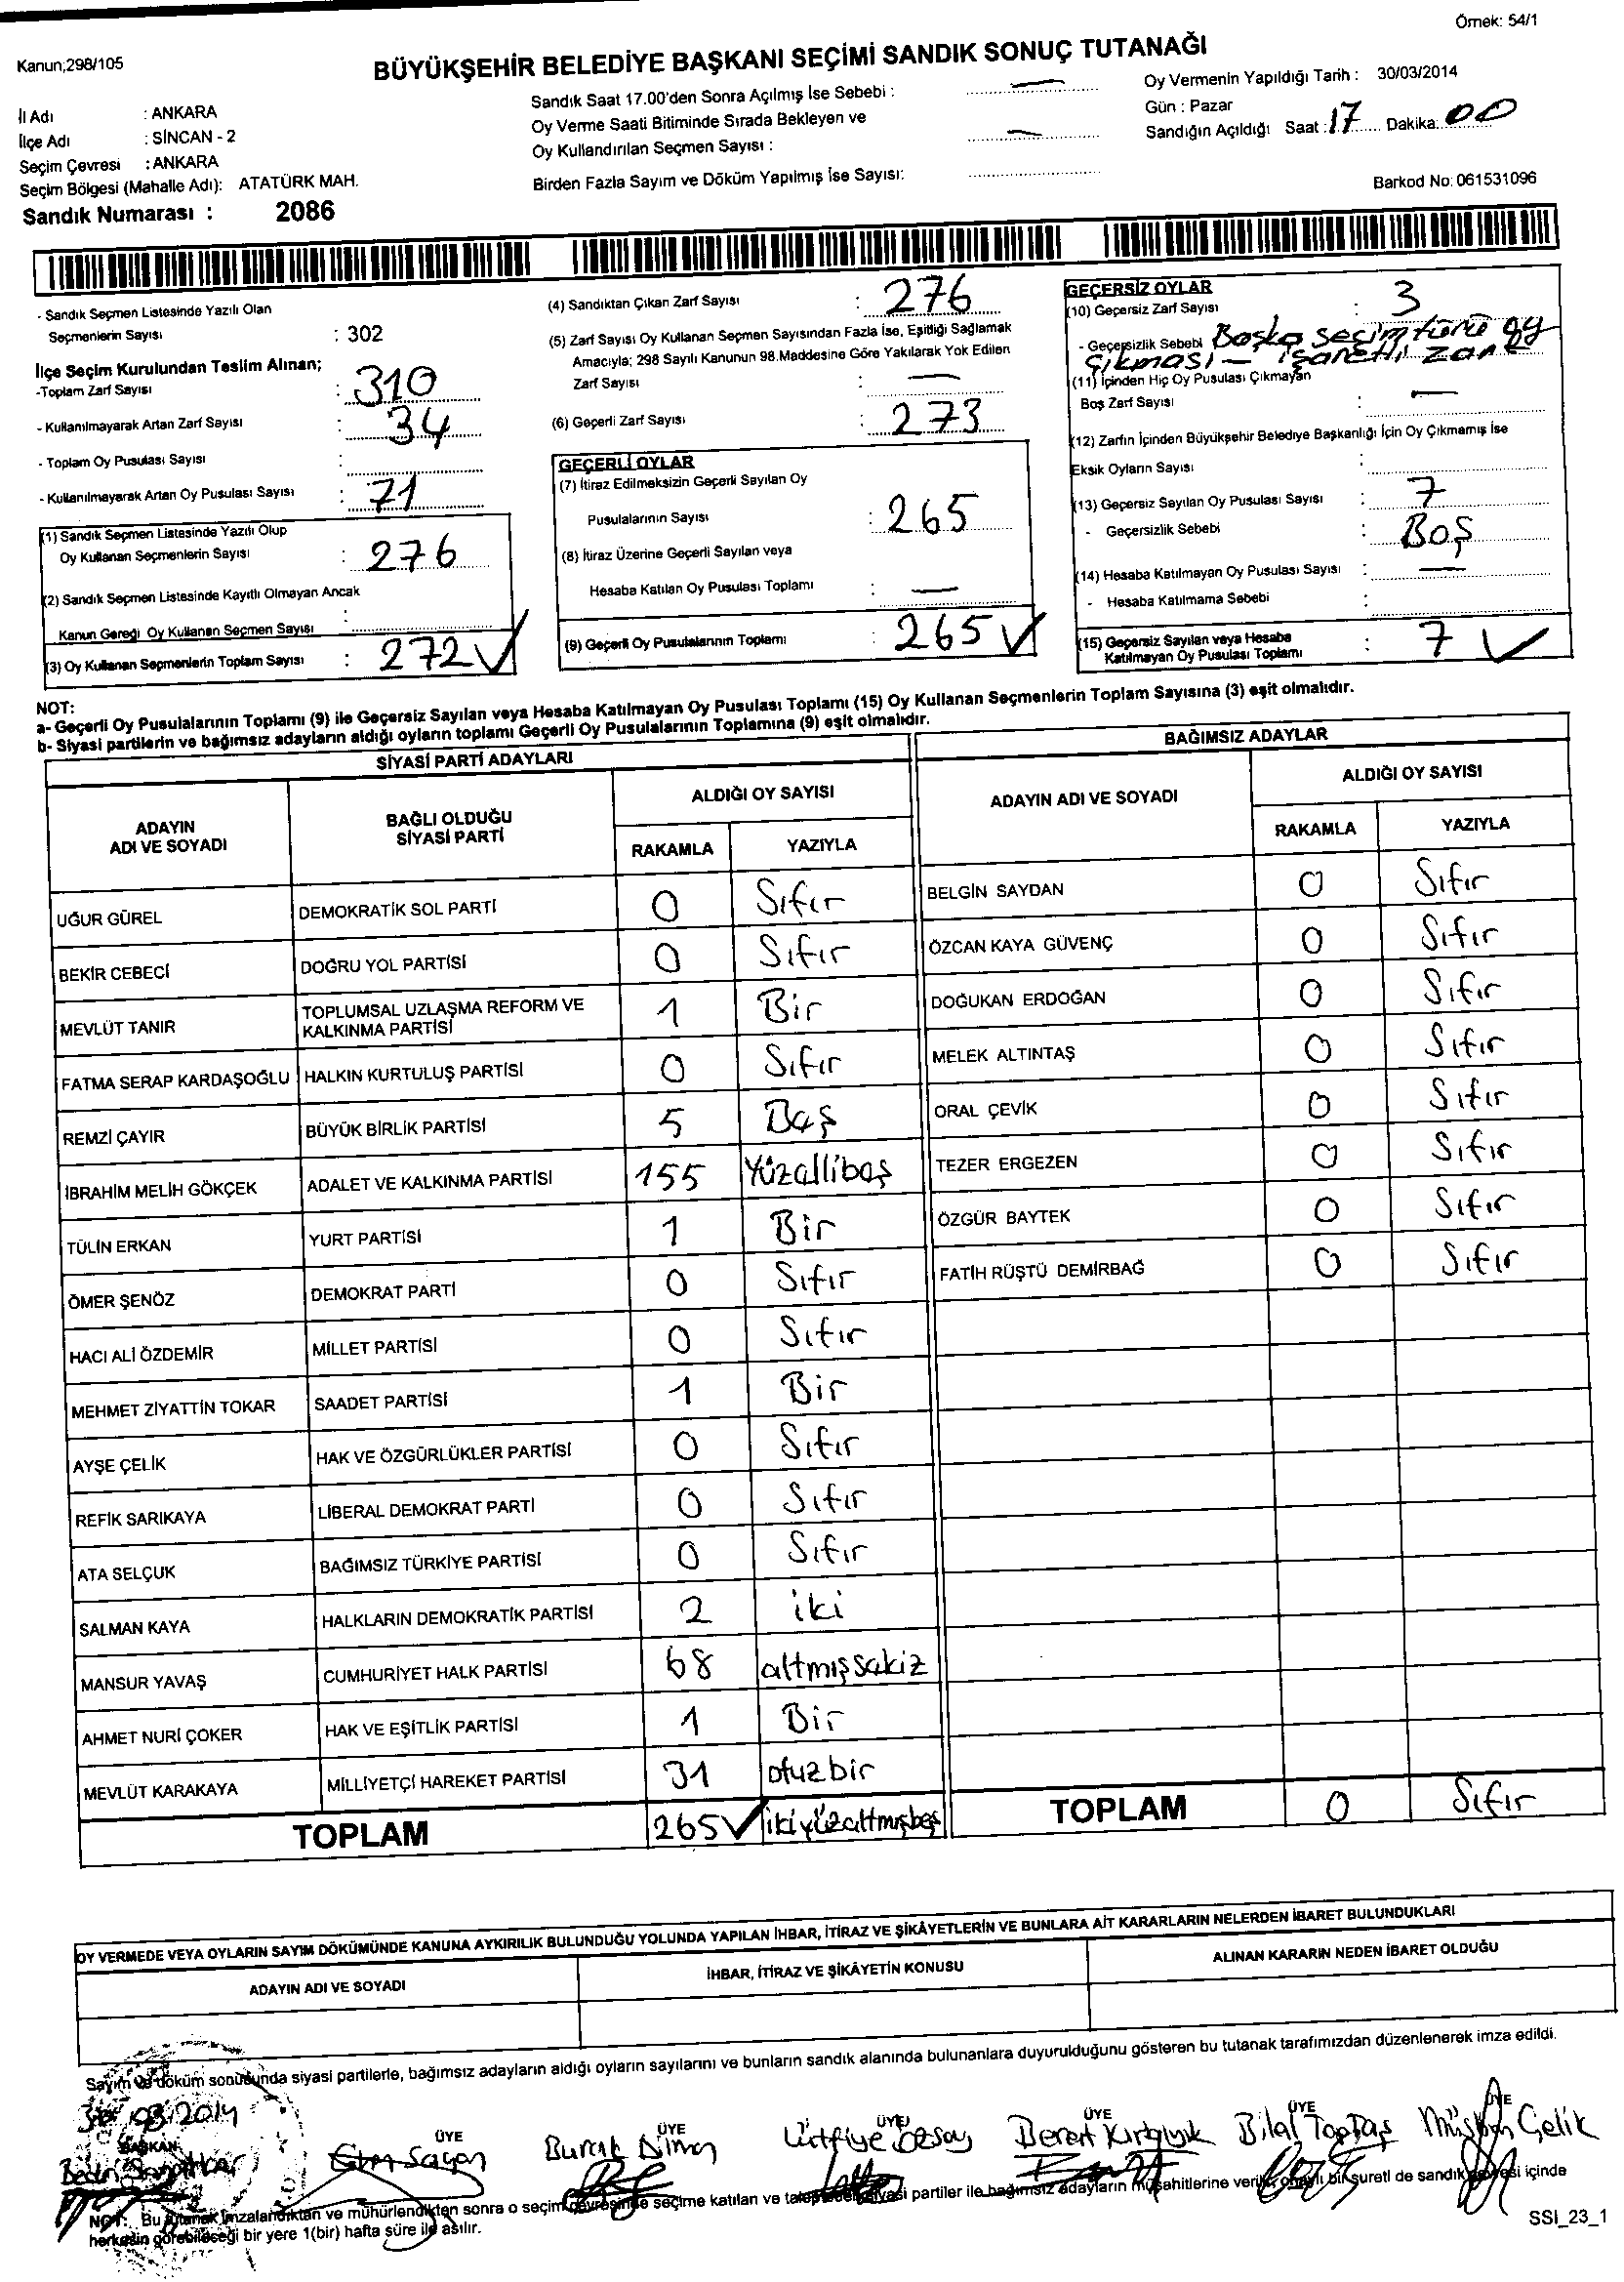 Örnek: 54/1
Kanun;298/105
BÜYÜKŞEHİR BELEDİYE BAŞKANI SEÇİMİ SANDIK SONUÇ TUTANAĞI
İl Adı : ANKARA
İlçe Adı : SİNCAN - 2
Seçim Çevresi : ANKARA
Seçim Bölgesi (Mahalle Adı): ATATÜRK MAH.
Sandık Numarası : 2086
Sandık Saat 17.00'den Sonra Açılmış İse Sebebi : —
Oy Verme Saati Bitiminde Sırada Bekleyen ve
Oy Kullandırılan Seçmen Sayısı : —
Birden Fazla Sayım ve Döküm Yapılmış İse Sayısı:
Oy Vermenin Yapıldığı Tarih : 30/03/2014
Gün : Pazar
Sandığın Açıldığı Saat : 17 Dakika: 00
Barkod No: 061531096
- Sandık Seçmen Listesinde Yazılı Olan
Seçmenlerin Sayısı : 302
İlçe Seçim Kurulundan Teslim Alınan;
-Toplam Zarf Sayısı : 310
- Kullanılmayarak Artan Zarf Sayısı : 34
- Toplam Oy Pusulası Sayısı :
- Kullanılmayarak Artan Oy Pusulası Sayısı : 71
(1) Sandık Seçmen Listesinde Yazılı Olup
Oy Kullanan Seçmenlerin Sayısı : 276
(2) Sandık Seçmen Listesinde Kayıtlı Olmayan Ancak
Kanun Gereği Oy Kullanan Seçmen Sayısı :
(3) Oy Kullanan Seçmenlerin Toplam Sayısı : 272 ✓
(4) Sandıktan Çıkan Zarf Sayısı : 276
(5) Zarf Sayısı Oy Kullanan Seçmen Sayısından Fazla İse, Eşitliği Sağlamak
Amacıyla; 298 Sayılı Kanunun 98.Maddesine Göre Yakılarak Yok Edilen
Zarf Sayısı : —
(6) Geçerli Zarf Sayısı : 273
GEÇERLİ OYLAR
(7) İtiraz Edilmeksizin Geçerli Sayılan Oy
Pusulalarının Sayısı : 265
(8) İtiraz Üzerine Geçerli Sayılan veya
Hesaba Katılan Oy Pusulası Toplamı : —
(9) Geçerli Oy Pusulalarının Toplamı : 265 ✓
GEÇERSİZ OYLAR
(10) Geçersiz Zarf Sayısı : 3
- Geçersizlik Sebebi Başka seçim türü oy
çıkması — işaretli zarf
(11) İçinden Hiç Oy Pusulası Çıkmayan
Boş Zarf Sayısı : —
(12) Zarfın İçinden Büyükşehir Belediye Başkanlığı İçin Oy Çıkmamış İse
Eksik Oyların Sayısı :
(13) Geçersiz Sayılan Oy Pusulası Sayısı : 7
- Geçersizlik Sebebi : Boş
(14) Hesaba Katılmayan Oy Pusulası Sayısı : —
- Hesaba Katılmama Sebebi :
(15) Geçersiz Sayılan veya Hesaba
Katılmayan Oy Pusulası Toplamı : 7 ✓
NOT:
a- Geçerli Oy Pusulalarının Toplamı (9) ile Geçersiz Sayılan veya Hesaba Katılmayan Oy Pusulası Toplamı (15) Oy Kullanan Seçmenlerin Toplam Sayısına (3) eşit olmalıdır.
b- Siyasi partilerin ve bağımsız adayların aldığı oyların toplamı Geçerli Oy Pusulalarının Toplamına (9) eşit olmalıdır.
SİYASİ PARTİ ADAYLARI
ADAYIN ADI VE SOYADI BAĞLI OLDUĞU SİYASİ PARTİ ALDIĞI OY SAYISI
RAKAMLA YAZIYLA
UĞUR GÜREL DEMOKRATİK SOL PARTİ 0 Sıfır
BEKİR CEBECİ DOĞRU YOL PARTİSİ 0 Sıfır
MEVLÜT TANIR TOPLUMSAL UZLAŞMA REFORM VE KALKINMA PARTİSİ 1 Bir
FATMA SERAP KARDAŞOĞLU HALKIN KURTULUŞ PARTİSİ 0 Sıfır
REMZİ ÇAYIR BÜYÜK BİRLİK PARTİSİ 5 Beş
İBRAHİM MELİH GÖKÇEK ADALET VE KALKINMA PARTİSİ 155 Yüzallibeş
TÜLİN ERKAN YURT PARTİSİ 1 Bir
ÖMER ŞENÖZ DEMOKRAT PARTİ 0 Sıfır
HACI ALİ ÖZDEMİR MİLLET PARTİSİ 0 Sıfır
MEHMET ZİYATTİN TOKAR SAADET PARTİSİ 1 Bir
AYŞE ÇELİK HAK VE ÖZGÜRLÜKLER PARTİSİ 0 Sıfır
REFİK SARIKAYA LİBERAL DEMOKRAT PARTİ 0 Sıfır
ATA SELÇUK BAĞIMSIZ TÜRKİYE PARTİSİ 0 Sıfır
SALMAN KAYA HALKLARIN DEMOKRATİK PARTİSİ 2 iki
MANSUR YAVAŞ CUMHURİYET HALK PARTİSİ 68 altmışsekiz
AHMET NURİ ÇOKER HAK VE EŞİTLİK PARTİSİ 1 Bir
MEVLÜT KARAKAYA MİLLİYETÇİ HAREKET PARTİSİ 31 otuzbir
TOPLAM 265 ✓ ikiyüzaltmışbeş
BAĞIMSIZ ADAYLAR
ADAYIN ADI VE SOYADI ALDIĞI OY SAYISI
RAKAMLA YAZIYLA
BELGİN SAYDAN 0 Sıfır
ÖZCAN KAYA GÜVENÇ 0 Sıfır
DOĞUKAN ERDOĞAN 0 Sıfır
MELEK ALTINTAŞ 0 Sıfır
ORAL ÇEVİK 0 Sıfır
TEZER ERGEZEN 0 Sıfır
ÖZGÜR BAYTEK 0 Sıfır
FATİH RÜŞTÜ DEMİRBAĞ 0 Sıfır
TOPLAM 0 Sıfır
OY VERMEDE VEYA OYLARIN SAYIM DÖKÜMÜNDE KANUNA AYKIRILIK BULUNDUĞU YOLUNDA YAPILAN İHBAR, İTİRAZ VE ŞİKÂYETLERİN VE BUNLARA AİT KARARLARIN NELERDEN İBARET BULUNDUKLARI
ADAYIN ADI VE SOYADI İHBAR, İTİRAZ VE ŞİKÂYETİN KONUSU ALINAN KARARIN NEDEN İBARET OLDUĞU
Sayım ve döküm sonucunda siyasi partilerle, bağımsız adayların aldığı oyların sayılarını ve bunların sandık alanında bulunanlara duyurulduğunu gösteren bu tutanak tarafımızdan düzenlenerek imza edildi.
30/03/2014
BAŞKAN ÜYE ÜYE ÜYE ÜYE ÜYE ÜYE
Burak Bilal Toptaş Çelik
NOT: Bu tutanak imzalandıktan ve mühürlendikten sonra o seçim çevresinde seçime katılan ve talep eden siyasi partiler ile bağımsız adayların müşahitlerine verilir, onaylı bir sureti de sandık çevresi içinde
herkesin görebileceği bir yere 1(bir) hafta süre ile asılır.
SSİ_23_1